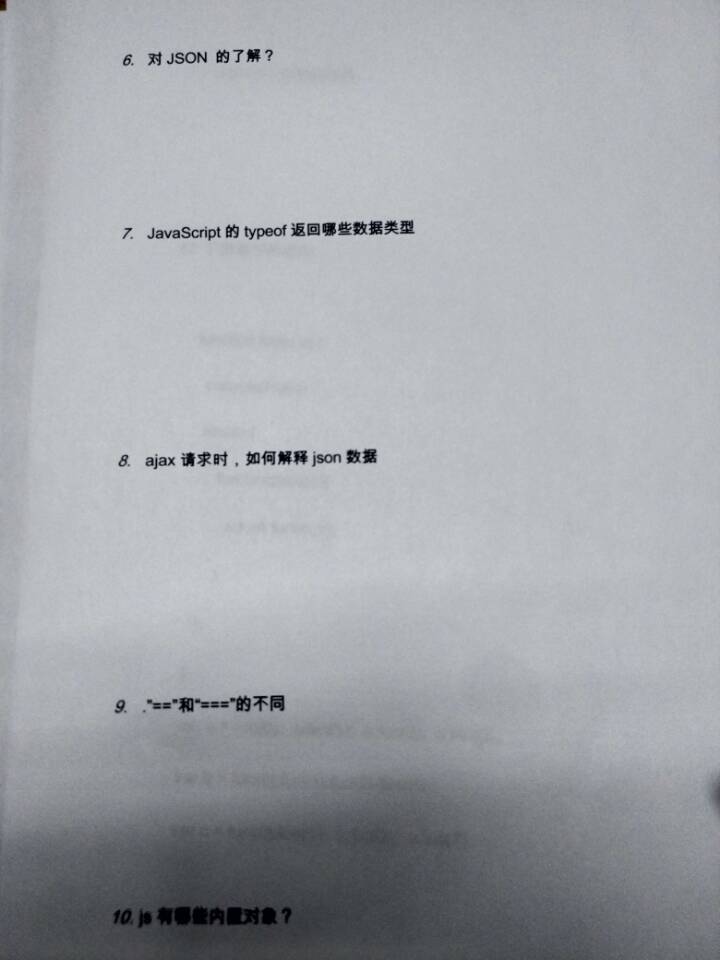 6. 对 JSON 的了解？
7. JavaScript 的 typeof 返回哪些数据类型
8. ajax 请求时，如何解释 json 数据
9. ."=="和"==="的不同
10. js 有哪些内置对象？